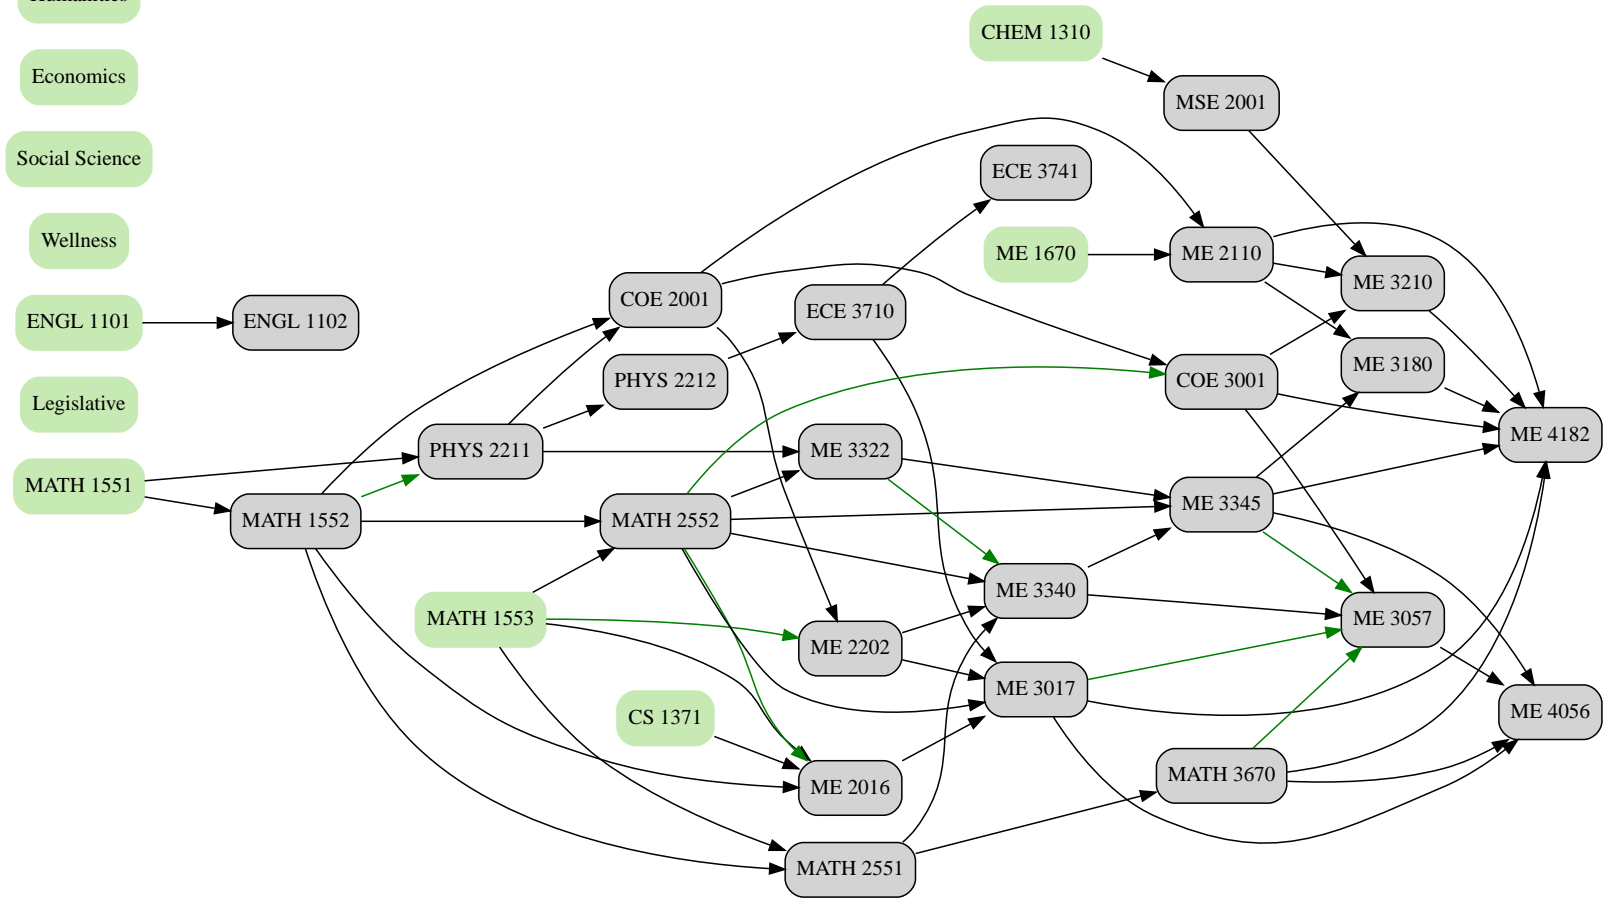 Economics
Social Science
Wellness
ENGL 1101
Legislative
MATH 1551
ENGL 1102
MATH 1552
PHYS 2211
MATH 1553
COE 2001
PHYS 2212
MATH 2552
CS 1371
ECE 3710
ME 3322
ME 2202
ME 2016
MATH 2551
CHEM 1310
ECE 3741
ME 1670
ME 3340
ME 3017
MSE 2001
ME 2110
COE 3001
ME 3345
MATH 3670
ME 3210
ME 3180
ME 3057
ME 4182
ME 4056